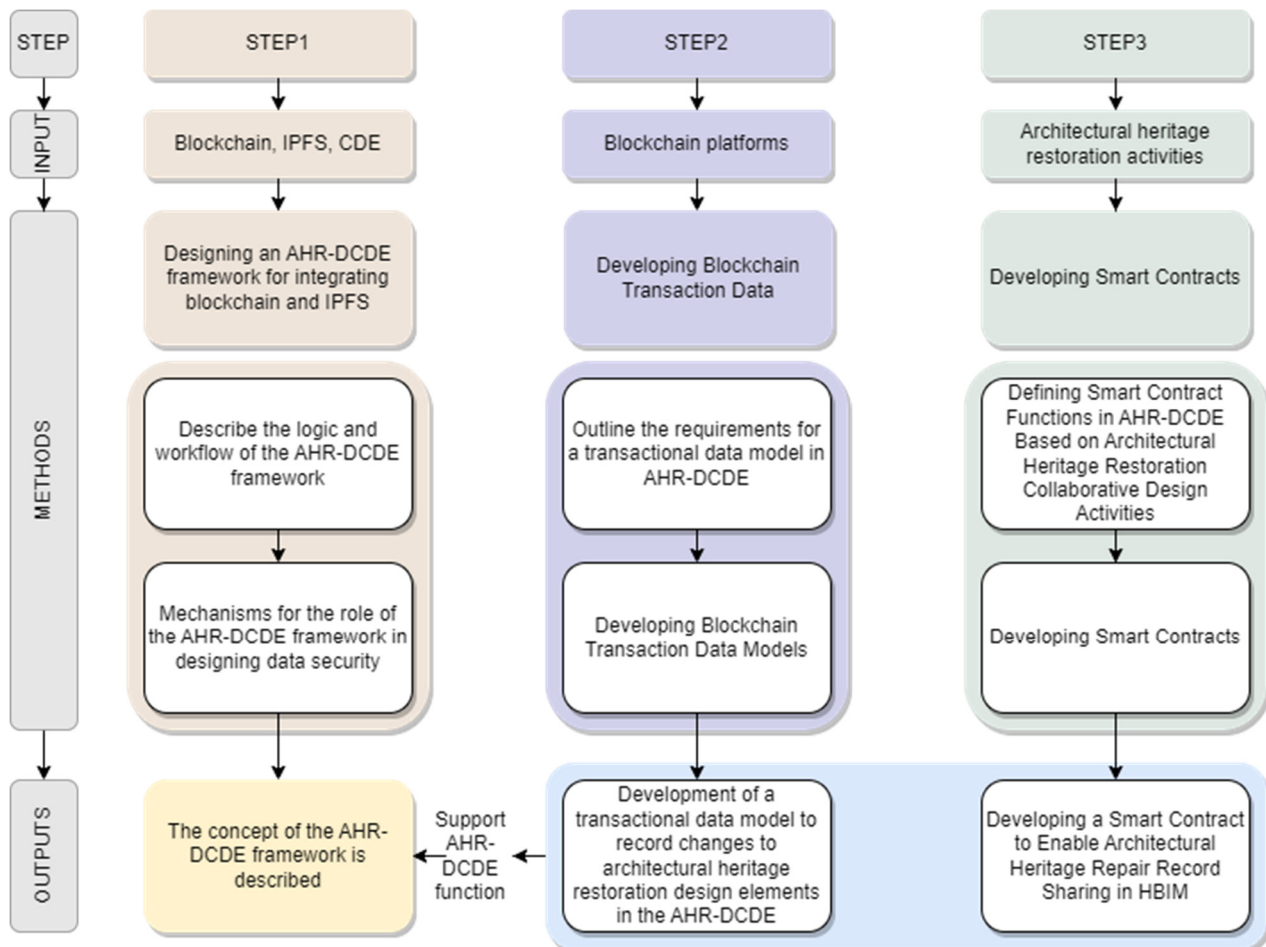 STEP
STEP1
STEP2
STEP3
INPUT
Blockchain, IPFS, CDE
Blockchain platforms
Architectural heritage
restoration activities
METHODS
Designing an AHR-DCDE
framework for integrating
blockchain and IPFS
Developing Blockchain
Transaction Data
Developing Smart Contracts
Describe the logic and
workflow of the AHR-DCDE
framework
Outline the requirements for
a transactional data model in
AHR-DCDE
Defining Smart Contract
Functions in AHR-DCDE
Based on Architectural
Heritage Restoration
Collaborative Design
Activities
Mechanisms for the role of
the AHR-DCDE framework in
designing data security
Developing Blockchain
Transaction Data Models
Developing Smart Contracts
OUTPUTS
The concept of the AHR-
DCDE framework is
described
Support
AHR-
DCDE
function
Development of a
transactional data model to
record changes to
architectural heritage
restoration design elements
in the AHR-DCDE
Developing a Smart Contract
to Enable Architectural
Heritage Repair Record
Sharing in HBIM